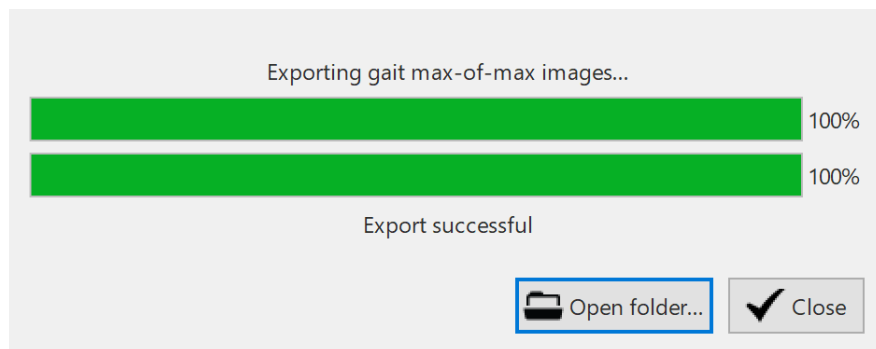 Exporting gait max-of-max images...
100%
100%
Export successful
Open folder...
Close